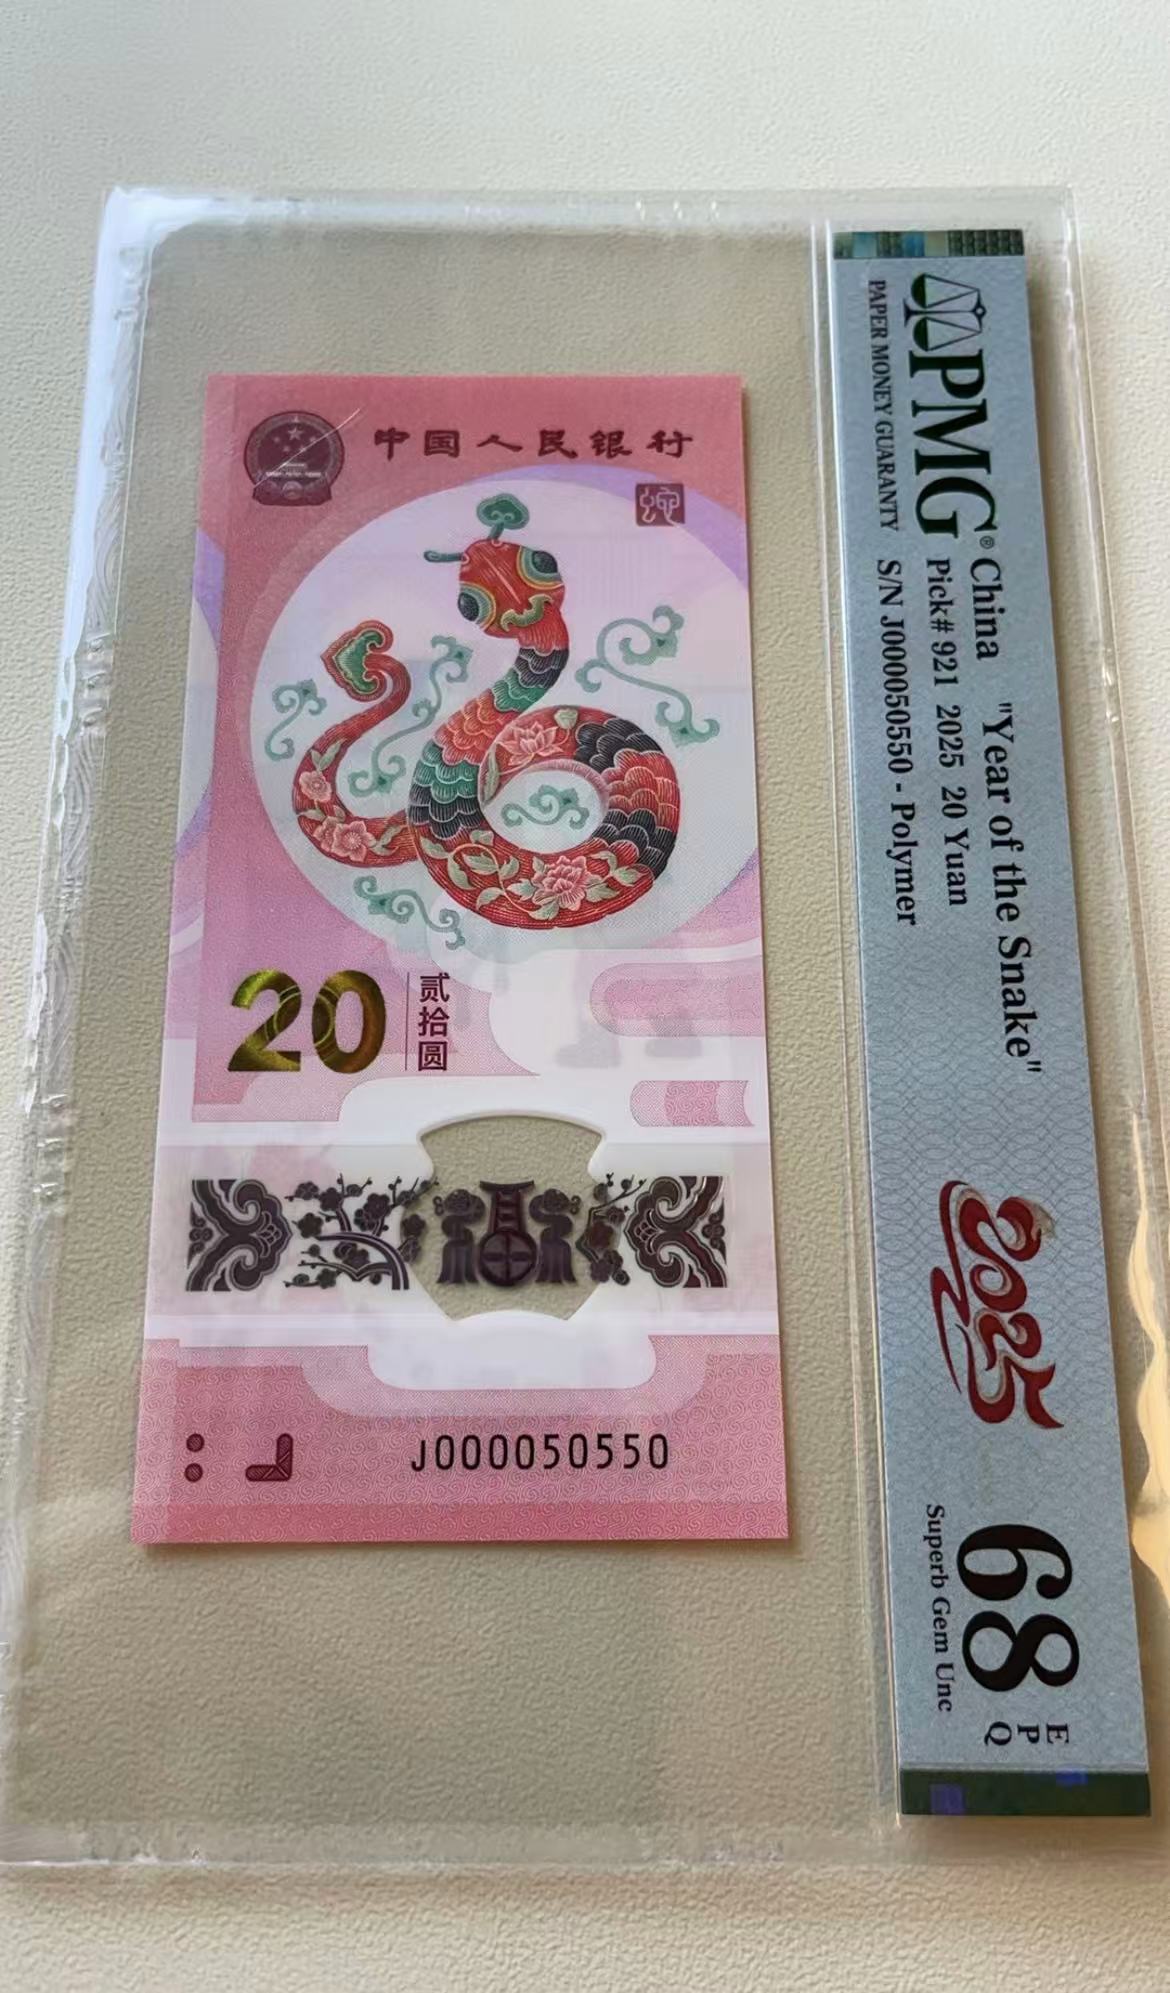 中国人民银行
蛇
20
贰
拾
圆
J000050550
PMG®
PAPER MONEY GUARANTY
China "Year of the Snake"
Pick# 921 2025 20 Yuan
S/N J000050550 - Polymer
2025
68
E
P
Q
Superb Gem Unc